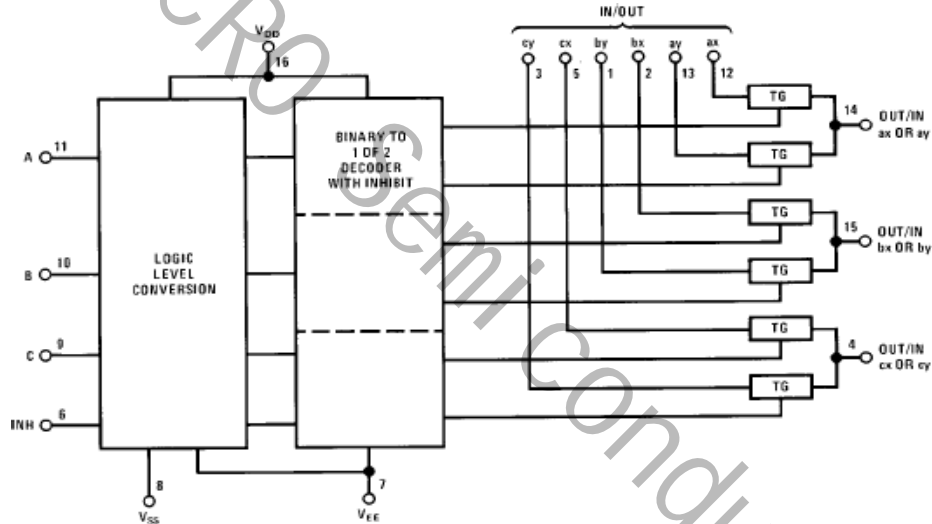 IN/OUT
VDD
16
cy
cx
by
bx
ay
ax
3
5
1
2
13
12
TG
14
OUT/IN
ax OR ay
TG
A
11
BINARY TO
1 OF 2
DECODER
WITH INHIBIT
TG
15
OUT/IN
bx OR by
TG
B
10
LOGIC
LEVEL
CONVERSION
TG
4
OUT/IN
cx OR cy
TG
C
9
INH
6
8
VSS
7
VEE
CRO Semi Condu